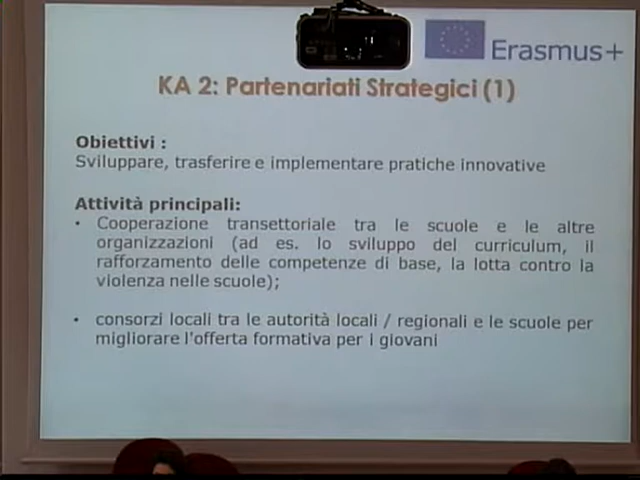 Erasmus+
KA 2: Partenariati Strategici (1)
Obiettivi :
Sviluppare, trasferire e implementare pratiche innovative
Attività principali:
• Cooperazione transettoriale tra le scuole e le altre
organizzazioni (ad es. lo sviluppo del curriculum, il
rafforzamento delle competenze di base, la lotta contro la
violenza nelle scuole);
• consorzi locali tra le autorità locali / regionali e le scuole per
migliorare l'offerta formativa per i giovani